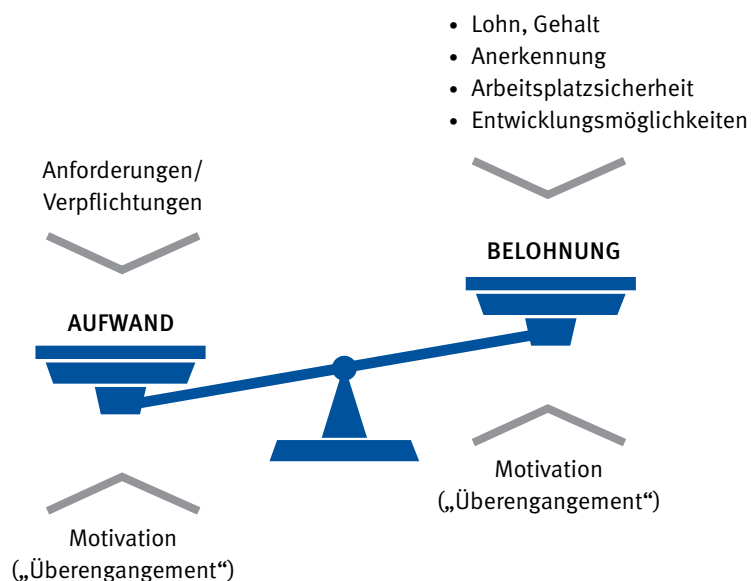 • Lohn, Gehalt
• Anerkennung
• Arbeitsplatzsicherheit
• Entwicklungsmöglichkeiten
Anforderungen/
Verpflichtungen
BELOHNUNG
AUFWAND
Motivation
(„Überengangement“)
Motivation
(„Überengangement“)